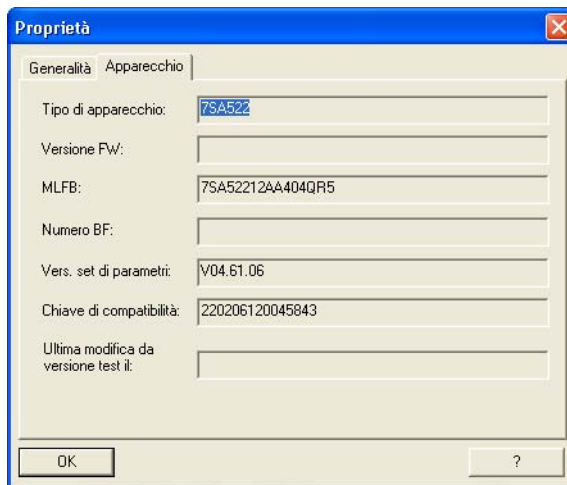 Proprietà
Generalità Apparecchio
Tipo di apparecchio: 7SA522
Versione FW:
MLFB: 7SA52212AA404QR5
Numero BF:
Vers. set di parametri: V04.61.06
Chiave di compatibilità: 220206120045843
Ultima modifica da
versione test il:
OK ?